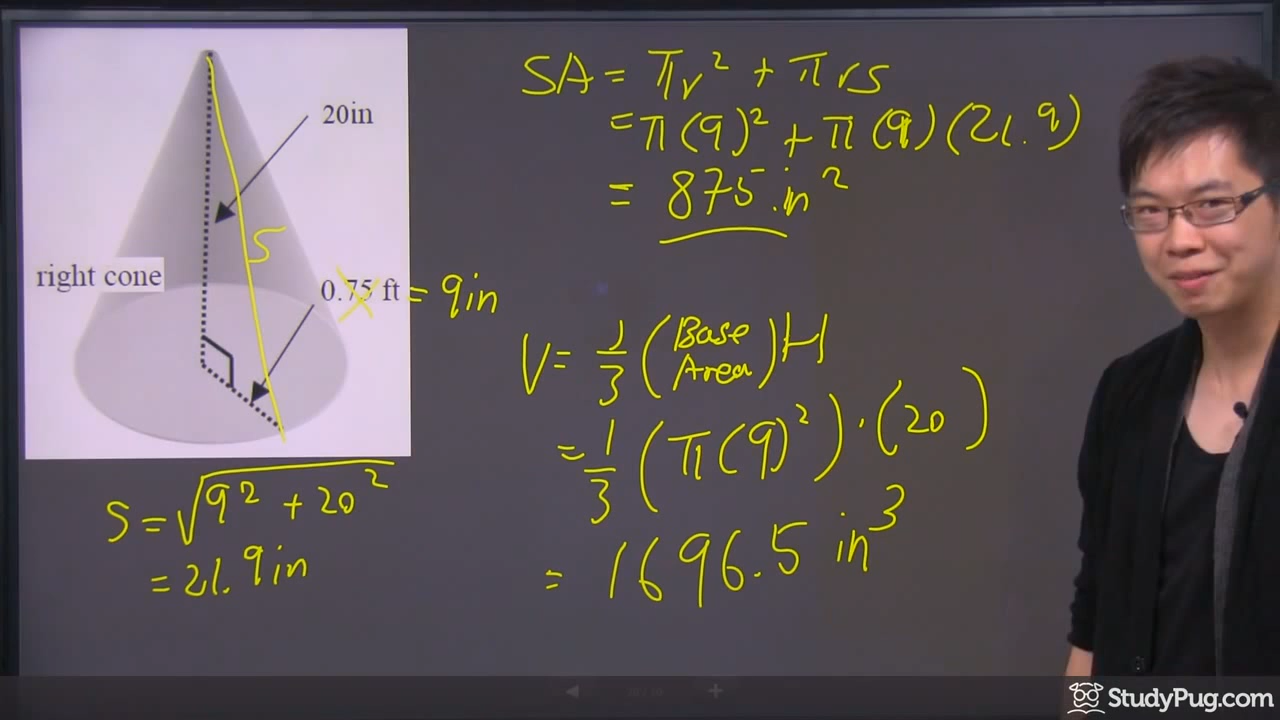 20in
right cone
0.75 ft = 9in
S
S = √9² + 20²
= 21.9in
SA = πr² + πrs
= π(9)² + π(9)(21.9)
= 875 in²
V = 1/3 (Base Area) H
= 1/3 (π(9)²) · (20)
= 1696.5 in³
StudyPug.com